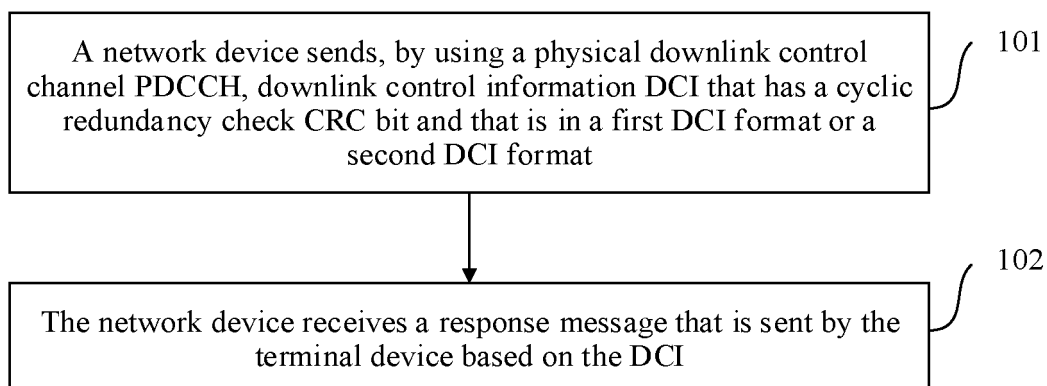 A network device sends, by using a physical downlink control
channel PDCCH, downlink control information DCI that has a cyclic
redundancy check CRC bit and that is in a first DCI format or a
second DCI format
101
The network device receives a response message that is sent by the
terminal device based on the DCI
102